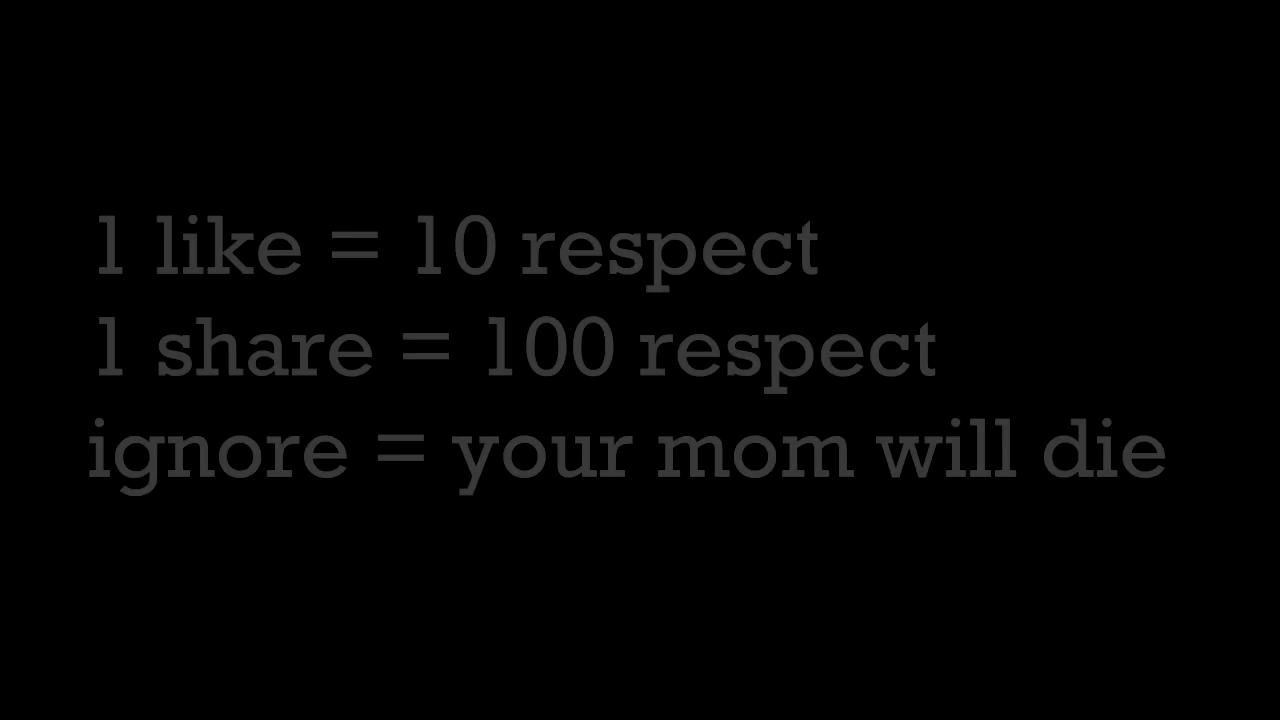 1 like = 10 respect
1 share = 100 respect
ignore = your mom will die